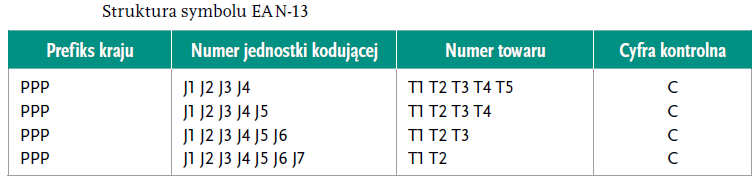 Struktura symbolu EAN-13
Prefiks kraju Numer jednostki kodującej Numer towaru Cyfra kontrolna
PPP J1 J2 J3 J4 T1 T2 T3 T4 T5 C
PPP J1 J2 J3 J4 J5 T1 T2 T3 T4 C
PPP J1 J2 J3 J4 J5 J6 T1 T2 T3 C
PPP J1 J2 J3 J4 J5 J6 J7 T1 T2 C